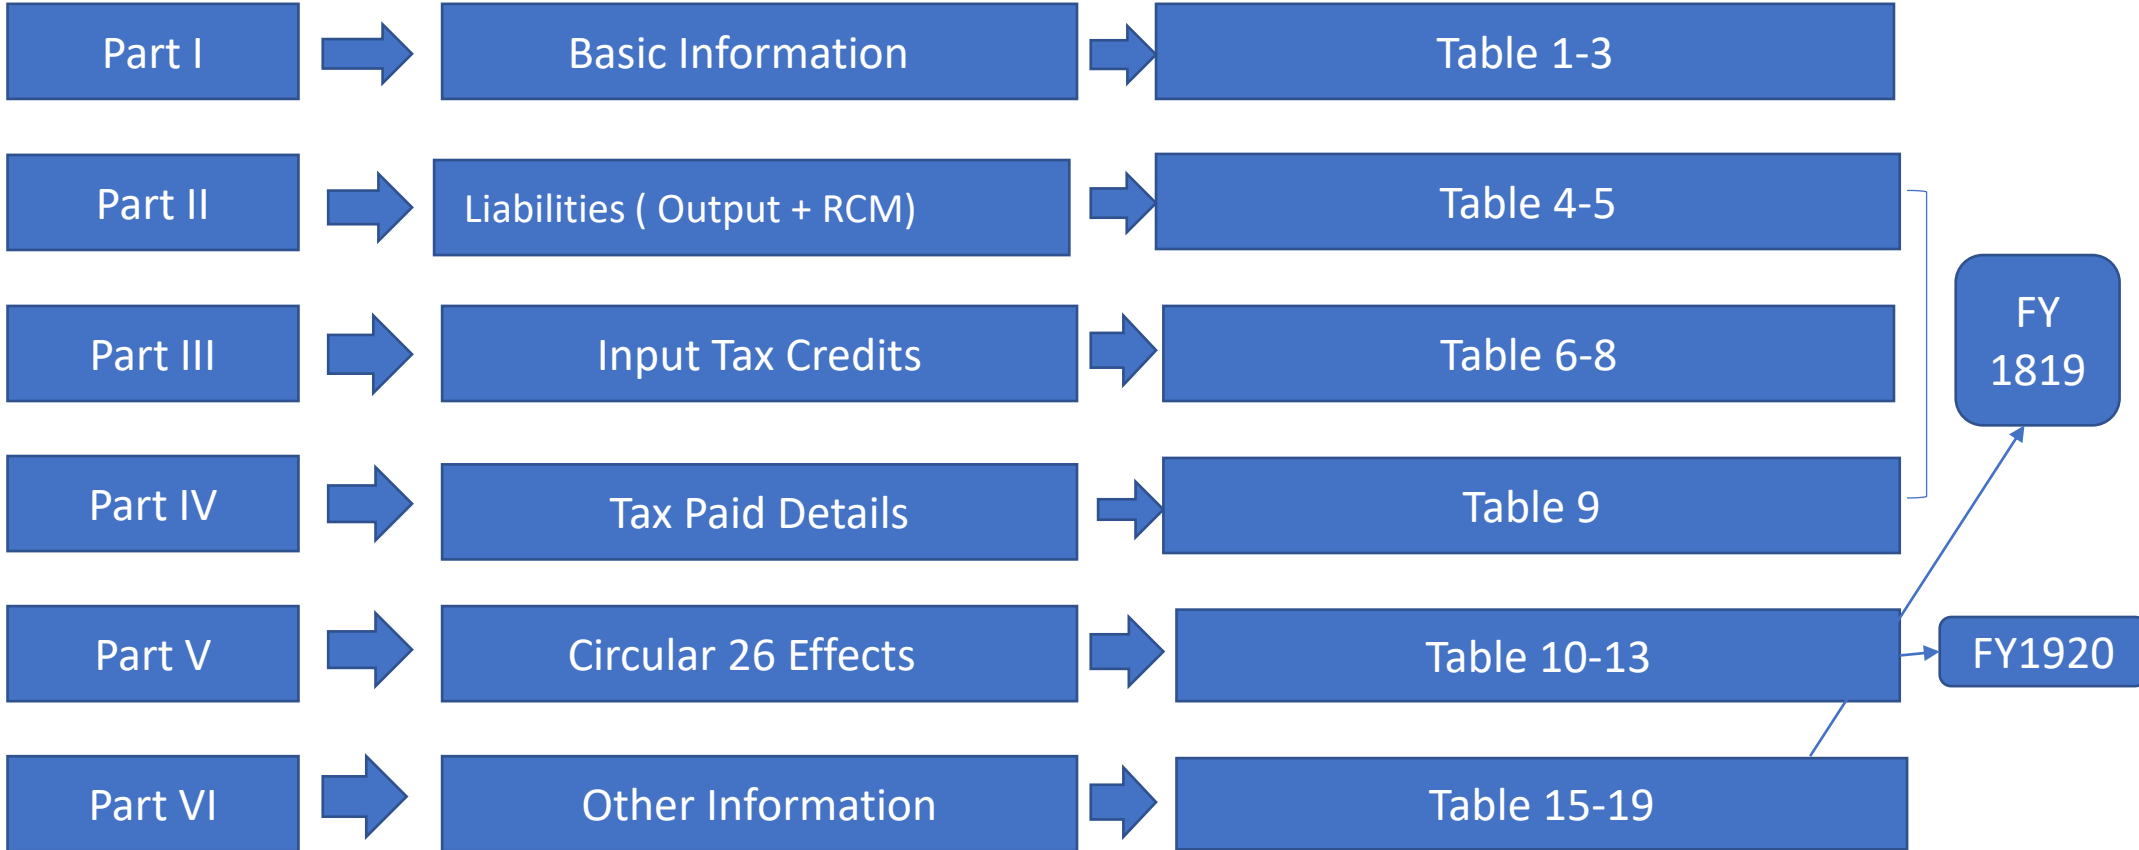 Part I
Basic Information
Table 1-3
Part II
Liabilities ( Output + RCM)
Table 4-5
Part III
Input Tax Credits
Table 6-8
FY
1819
Part IV
Tax Paid Details
Table 9
Part V
Circular 26 Effects
Table 10-13
FY1920
Part VI
Other Information
Table 15-19